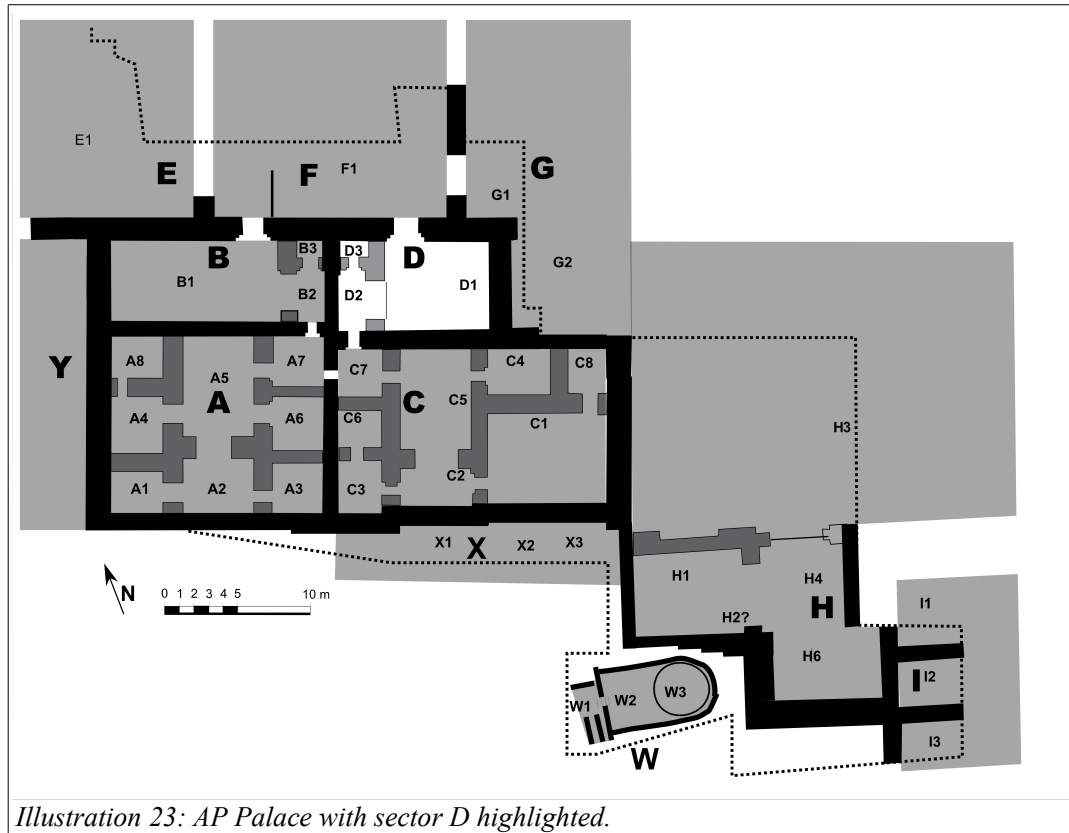 E1
E
F
F1
G
G1
G2
B
B1
B3
B2
D3
D
D2
D1
Y
A8
A7
A5
A
A4
A6
A1
A2
A3
C7
C
C4
C8
C5
C6
C1
C2
C3
H3
X1
X
X2
X3
H1
H4
H
H2?
H6
I1
I
I2
I3
W1
W2
W3
W
N
0 1 2 3 4 5 10 m
Illustration 23: AP Palace with sector D highlighted.